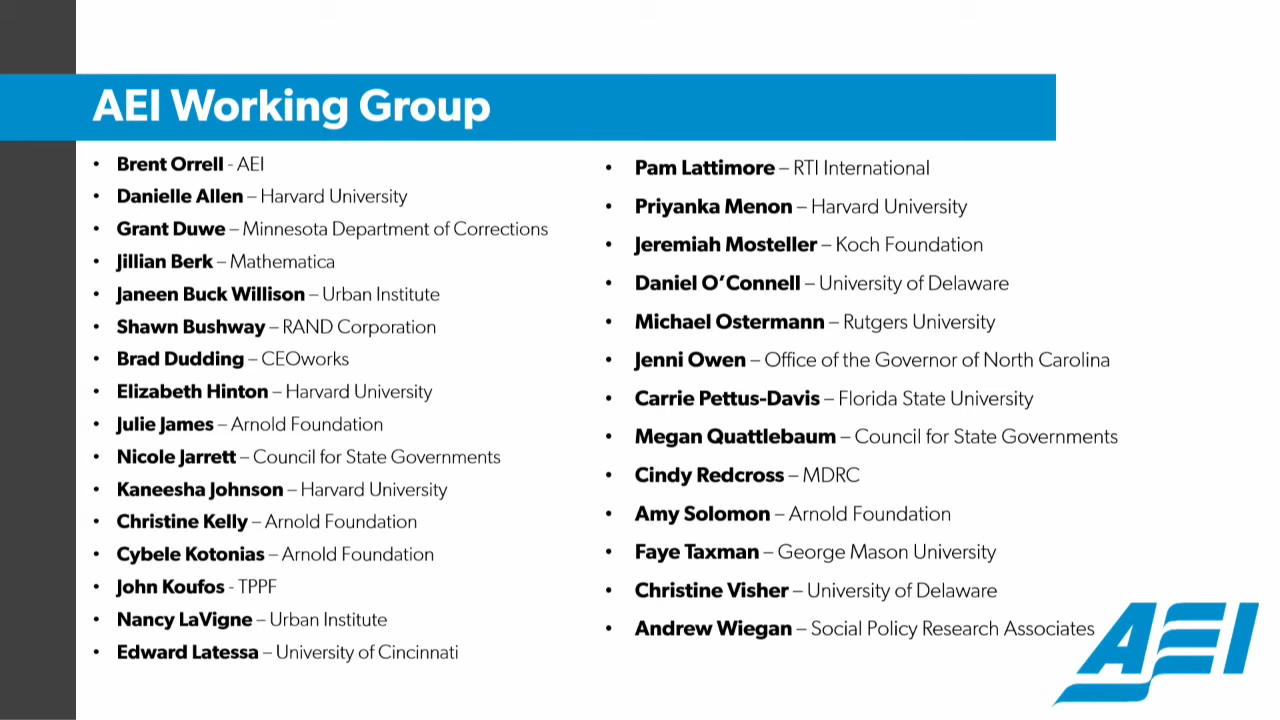 AEI Working Group
• Brent Orrell - AEI
• Danielle Allen – Harvard University
• Grant Duwe – Minnesota Department of Corrections
• Jillian Berk – Mathematica
• Janeen Buck Willison – Urban Institute
• Shawn Bushway – RAND Corporation
• Brad Dudding – CEOworks
• Elizabeth Hinton – Harvard University
• Julie James – Arnold Foundation
• Nicole Jarrett – Council for State Governments
• Kaneesha Johnson – Harvard University
• Christine Kelly – Arnold Foundation
• Cybele Kotonias – Arnold Foundation
• John Koufos - TPPF
• Nancy LaVigne – Urban Institute
• Edward Latessa – University of Cincinnati
• Pam Lattimore – RTI International
• Priyanka Menon – Harvard University
• Jeremiah Mosteller – Koch Foundation
• Daniel O’Connell – University of Delaware
• Michael Ostermann – Rutgers University
• Jenni Owen – Office of the Governor of North Carolina
• Carrie Pettus-Davis – Florida State University
• Megan Quattlebaum – Council for State Governments
• Cindy Redcross – MDRC
• Amy Solomon – Arnold Foundation
• Faye Taxman – George Mason University
• Christine Visher – University of Delaware
• Andrew Wiegan – Social Policy Research Associates
AEI